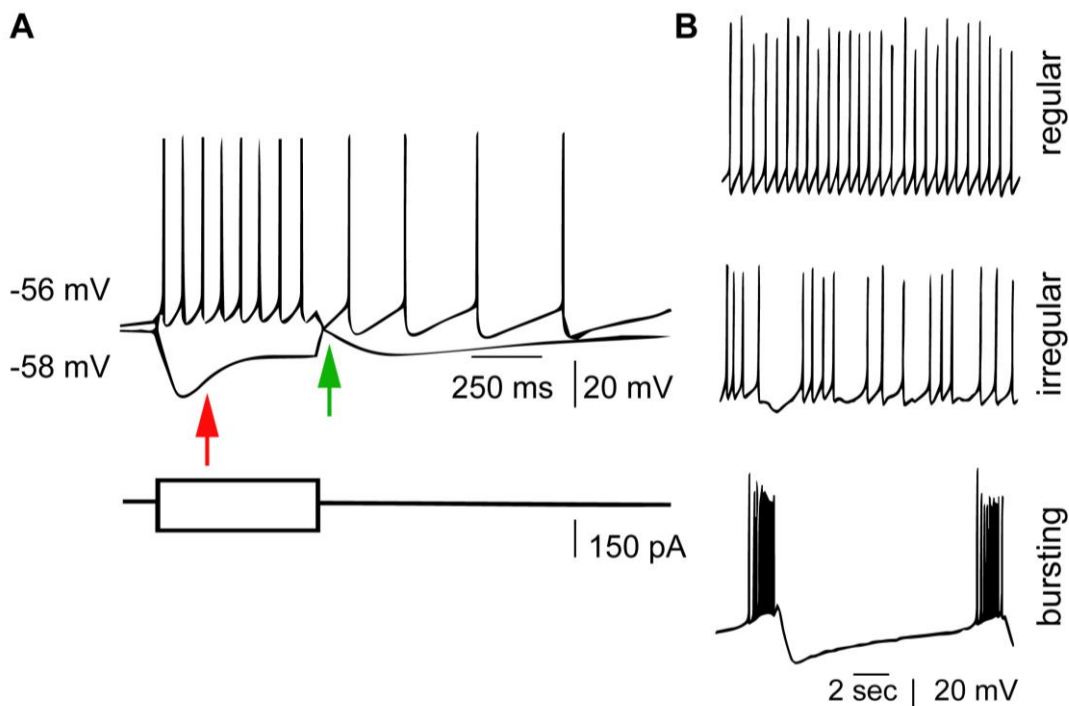 A
-56 mV
-58 mV
250 ms
20 mV
150 pA
B
regular
irregular
bursting
2 sec
20 mV